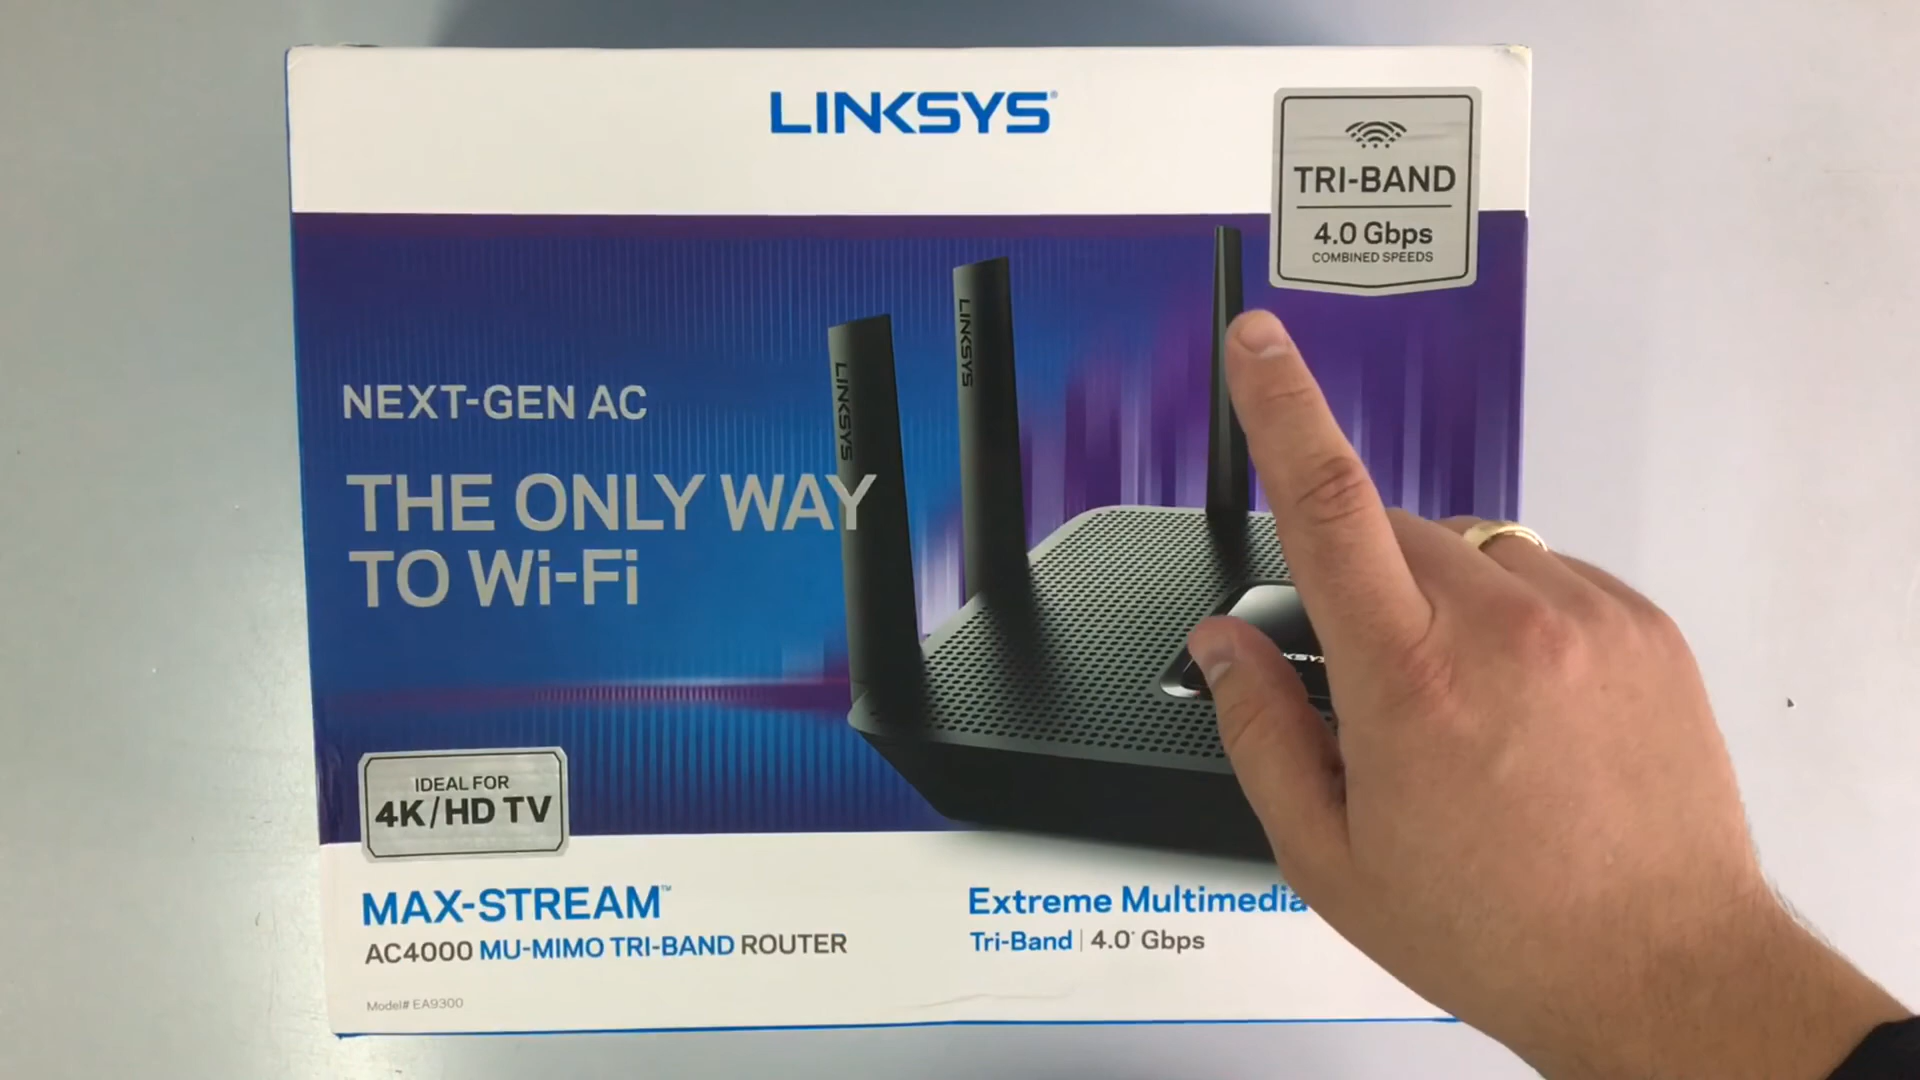 LINKSYS®
TRI-BAND
4.0 Gbps
COMBINED SPEEDS
LINKSYS
LINKSYS
NEXT-GEN AC
THE ONLY WAY
TO Wi-Fi
IDEAL FOR
4K/HD TV
MAX-STREAM™
AC4000 MU-MIMO TRI-BAND ROUTER
Extreme Multimedia
Tri-Band | 4.0* Gbps
Model# EA9300